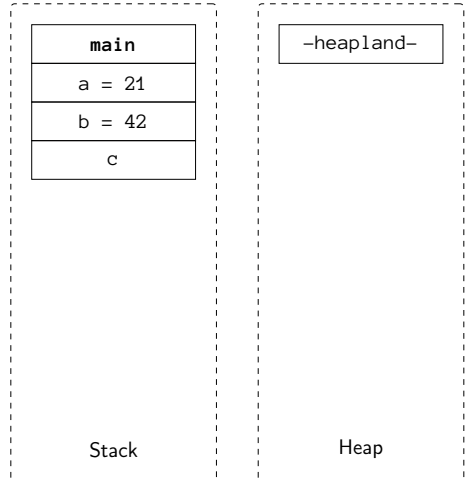 main
a = 21
b = 42
c
Stack
-heapland-
Heap